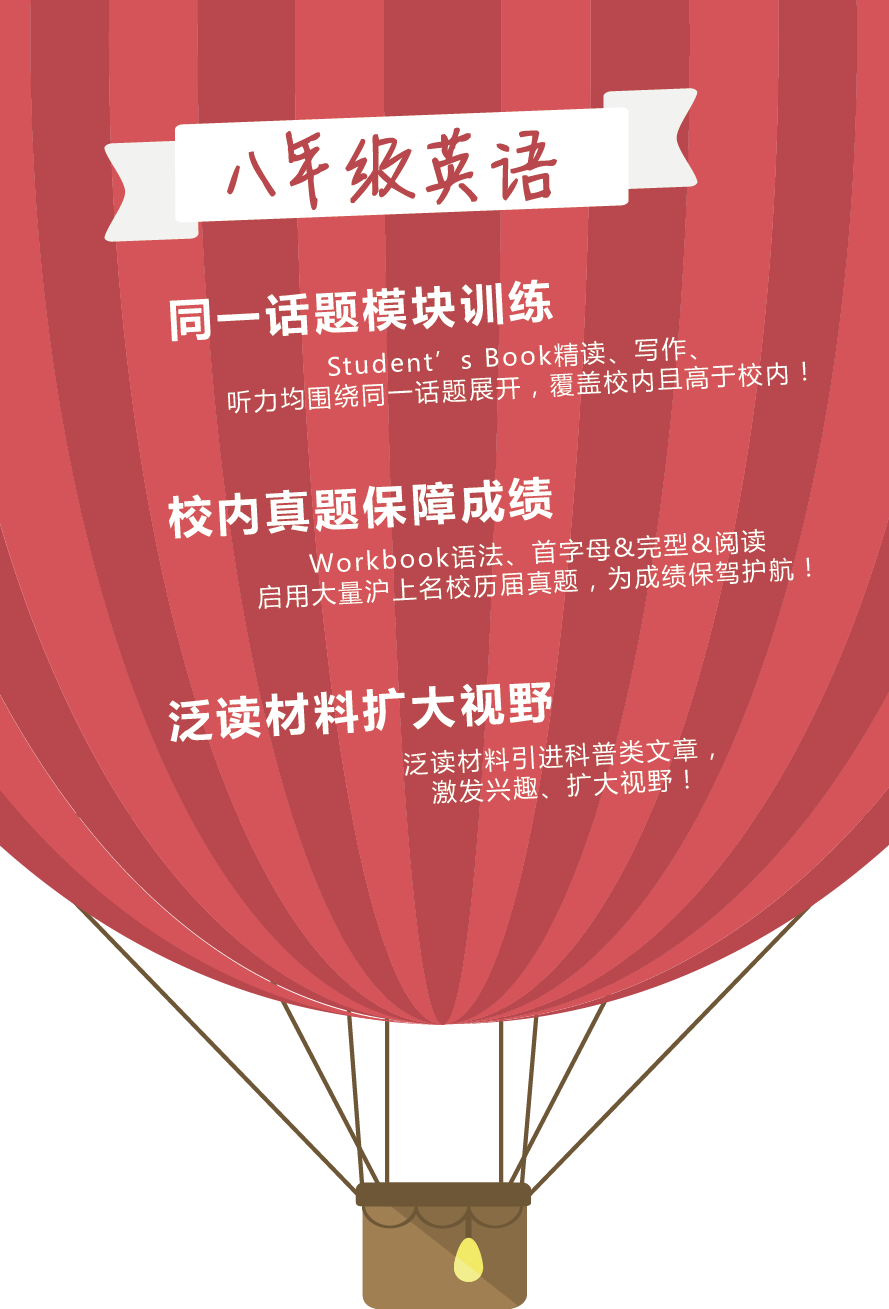 八年级英语
同一话题模块训练
Student’s Book精读、写作、
听力均围绕同一话题展开，覆盖校内且高于校内！
校内真题保障成绩
Workbook语法、首字母&完型&阅读
启用大量沪上名校历届真题，为成绩保驾护航！
泛读材料扩大视野
泛读材料引进科普类文章，
激发兴趣、扩大视野！